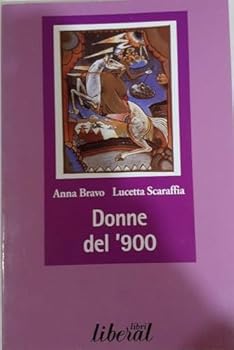 Anna Bravo Lucetta Scaraffia
Donne
del '900
libri
liberal